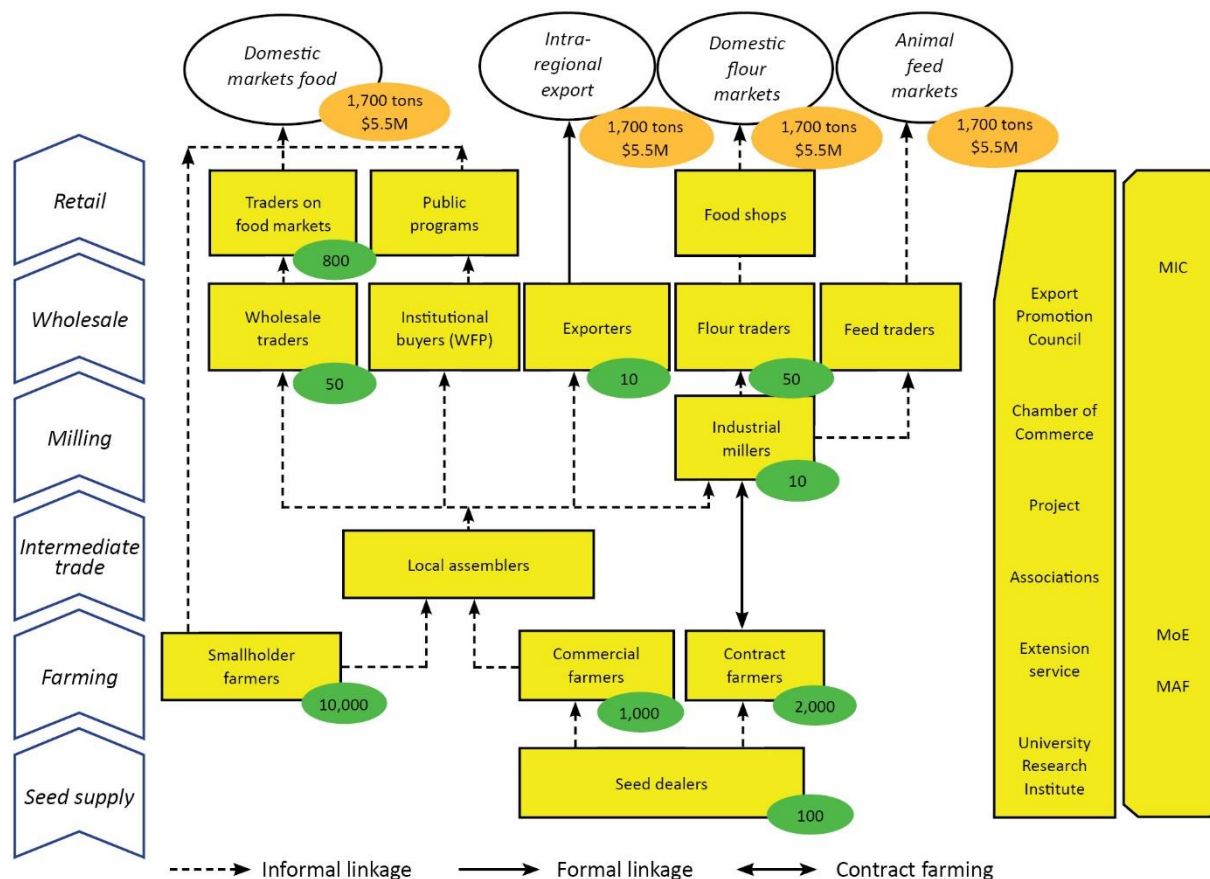 Domestic
markets food
1,700 tons
$5.5M
Intra-
regional
export
1,700 tons
$5.5M
Domestic
flour
markets
1,700 tons
$5.5M
Animal
feed
markets
1,700 tons
$5.5M
Retail
Traders on
food markets
800
Public
programs
Food shops
Wholesale
Wholesale
traders
50
Institutional
buyers (WFP)
Exporters
10
Flour traders
50
Feed traders
Milling
Industrial
millers
10
Intermediate
trade
Local assemblers
Farming
Smallholder
farmers
10,000
Commercial
farmers
1,000
Contract
farmers
2,000
Seed supply
Seed dealers
100
Export
Promotion
Council
Chamber of
Commerce
Project
Associations
Extension
service
University
Research
Institute
MIC
MoE
MAF
Informal linkage
Formal linkage
Contract farming